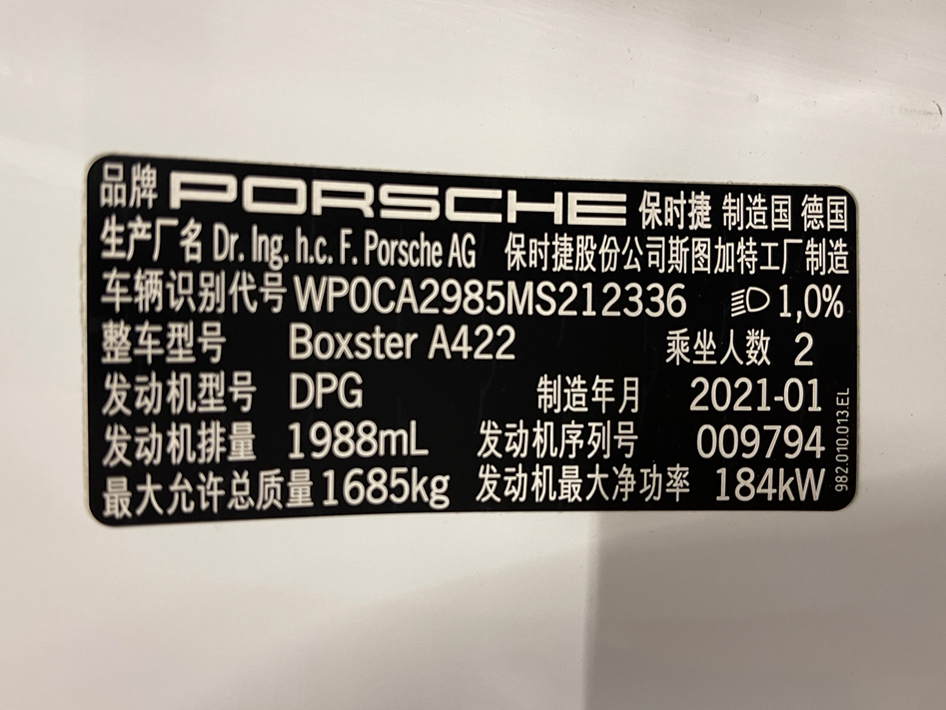 品牌 PORSCHE 保时捷 制造国 德国
生产厂名 Dr. Ing. h.c. F. Porsche AG 保时捷股份公司斯图加特工厂制造
车辆识别代号 WP0CA2985MS212336 1,0%
整车型号 Boxster A422 乘坐人数 2
发动机型号 DPG 制造年月 2021-01
发动机排量 1988mL 发动机序列号 009794
最大允许总质量 1685kg 发动机最大净功率 184kW
982.010.013.EL